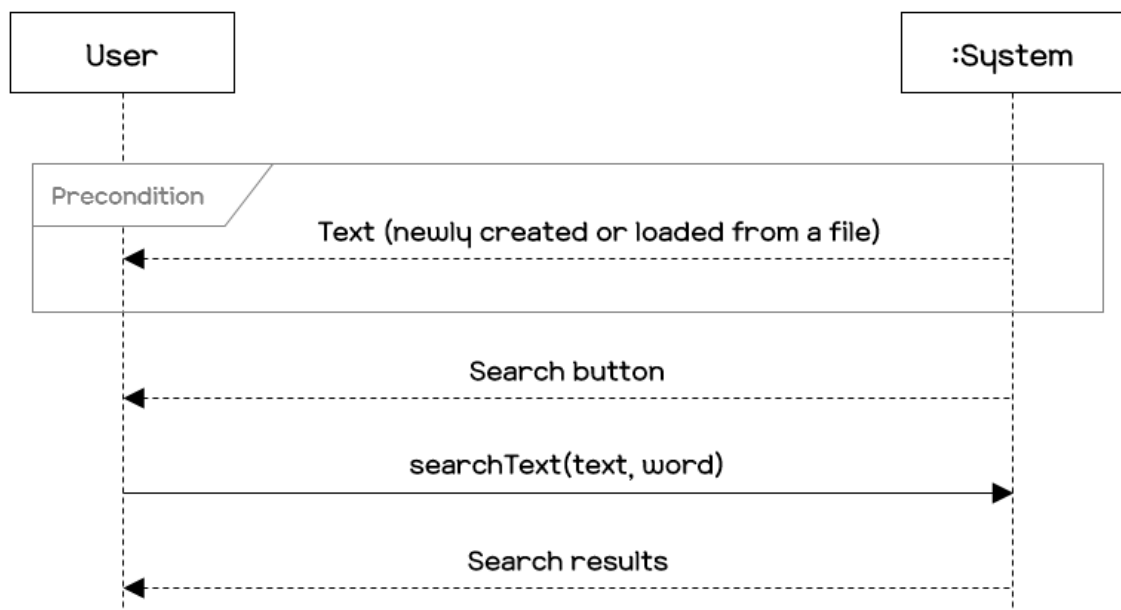 User
:System
Precondition
Text (newly created or loaded from a file)
Search button
searchText(text, word)
Search results